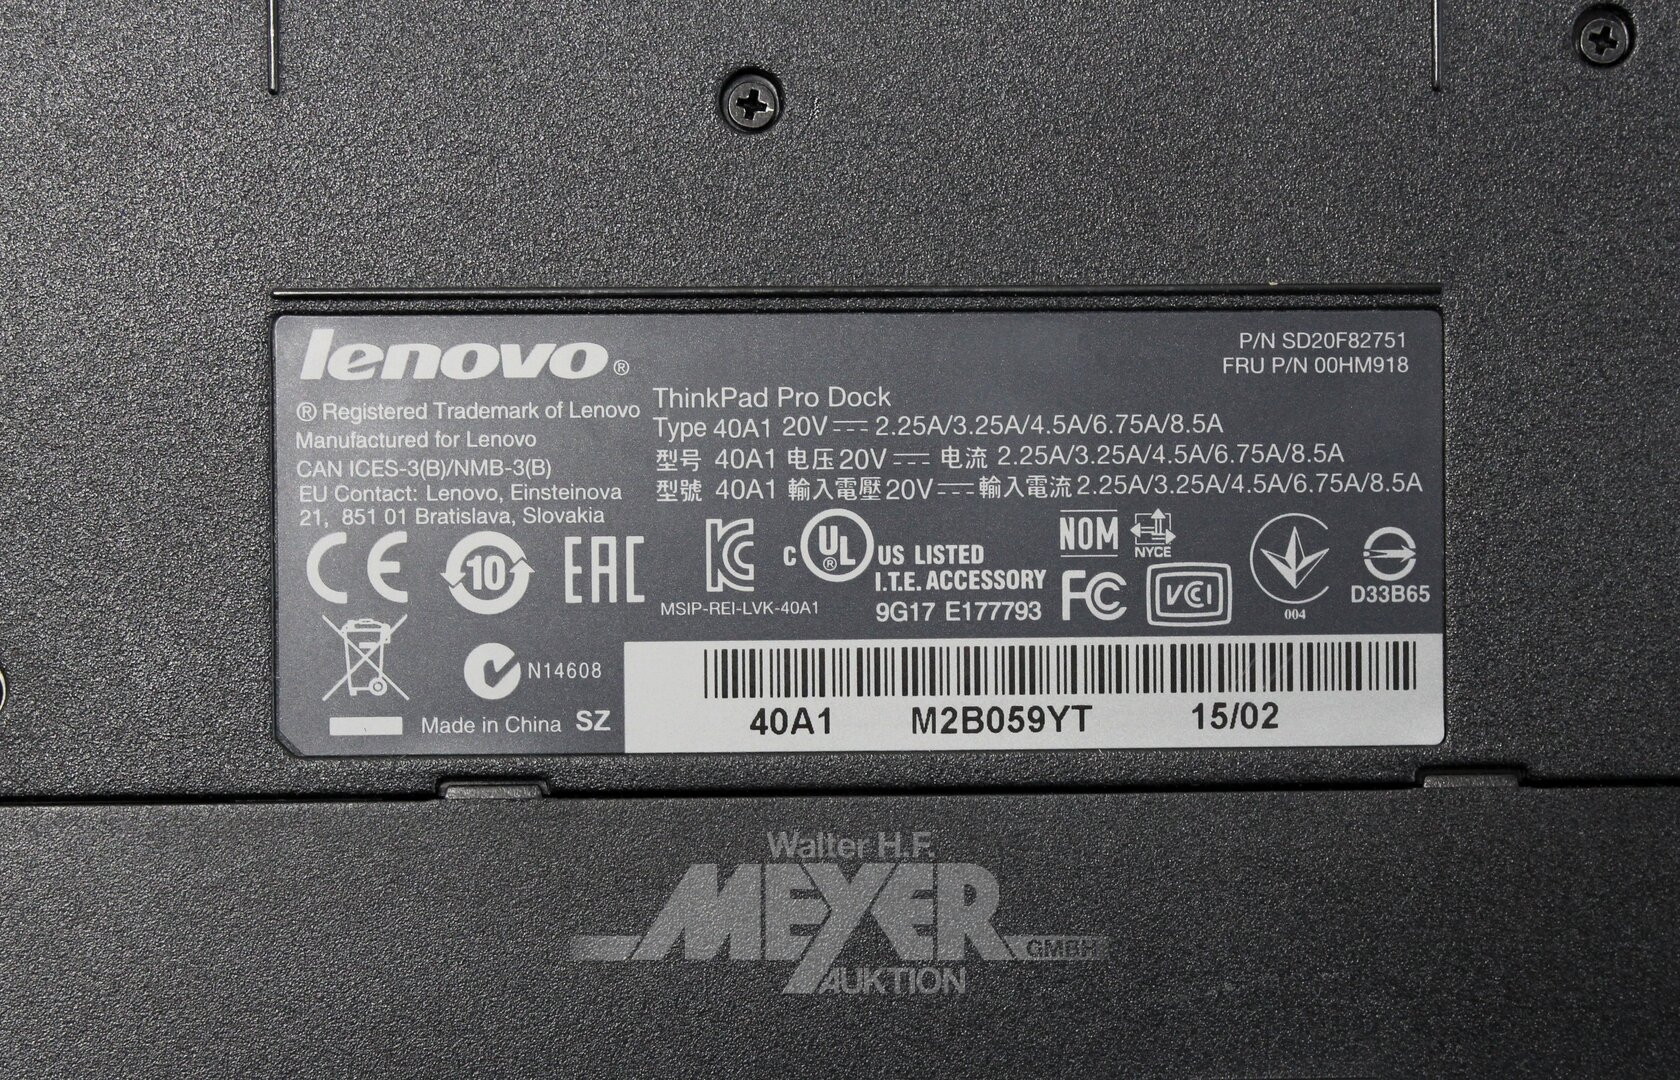 lenovo®
® Registered Trademark of Lenovo
Manufactured for Lenovo
CAN ICES-3(B)/NMB-3(B)
EU Contact: Lenovo, Einsteinova
21, 851 01 Bratislava, Slovakia
P/N SD20F82751
FRU P/N 00HM918
ThinkPad Pro Dock
Type 40A1 20V⎓2.25A/3.25A/4.5A/6.75A/8.5A
型号 40A1 电压20V⎓ 电流 2.25A/3.25A/4.5A/6.75A/8.5A
型號 40A1 輸入電壓20V⎓輸入電流2.25A/3.25A/4.5A/6.75A/8.5A
CE 10 EAC
MSIP-REI-LVK-40A1
c UL ® US LISTED
I.T.E. ACCESSORY
9G17 E177793
NOM NYCE
FC VCI
004
D33B65
N14608
Made in China SZ
40A1 M2B059YT 15/02
Walter H.F.
MEYER GMBH
AUKTION